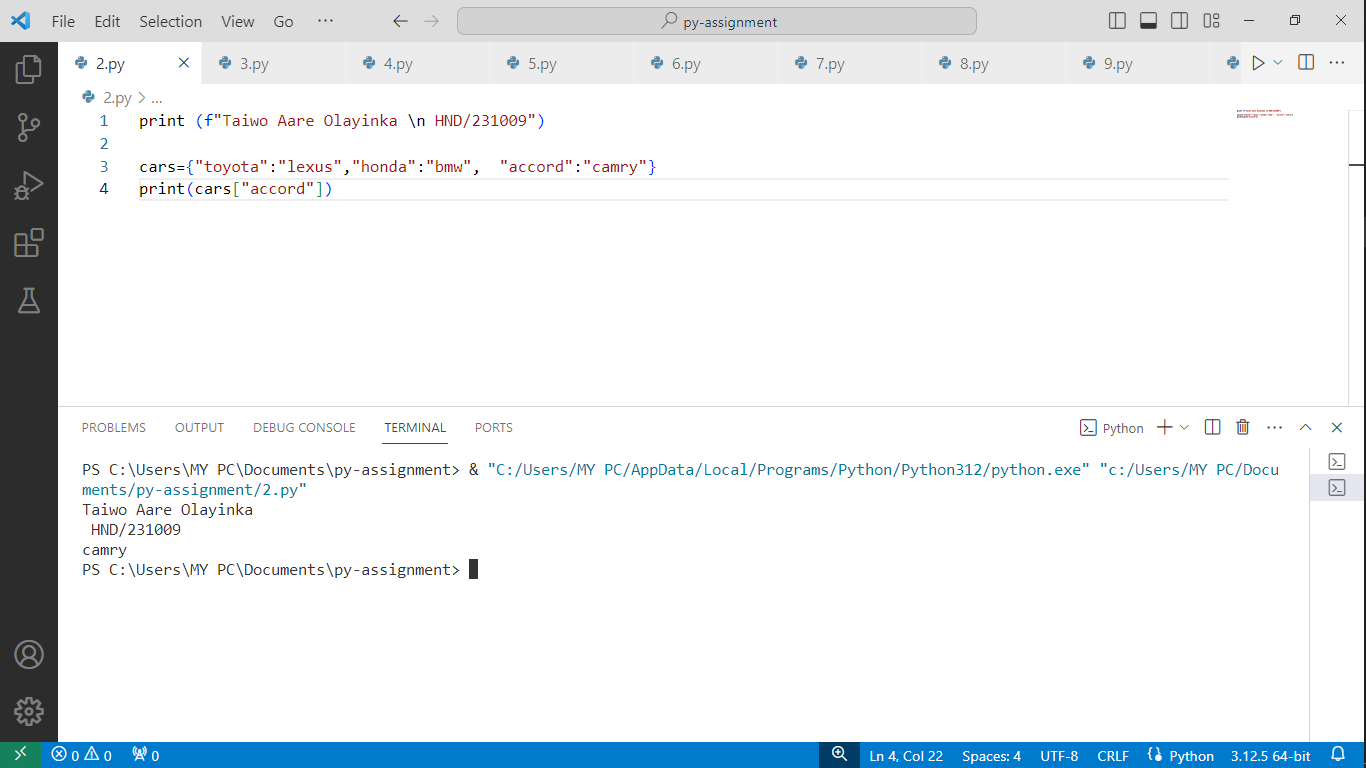 File Edit Selection View Go ··· py-assignment
2.py 3.py 4.py 5.py 6.py 7.py 8.py 9.py
2.py > ...
1 print (f"Taiwo Aare Olayinka \n HND/231009")
2
3 cars={"toyota":"lexus","honda":"bmw",  "accord":"camry"}
4 print(cars["accord"])
PROBLEMS OUTPUT DEBUG CONSOLE TERMINAL PORTS Python
PS C:\Users\MY PC\Documents\py-assignment> & "C:/Users/MY PC/AppData/Local/Programs/Python/Python312/python.exe" "c:/Users/MY PC/Docu
ments/py-assignment/2.py"
Taiwo Aare Olayinka
 HND/231009
camry
PS C:\Users\MY PC\Documents\py-assignment>
0 0 0 Ln 4, Col 22 Spaces: 4 UTF-8 CRLF Python 3.12.5 64-bit